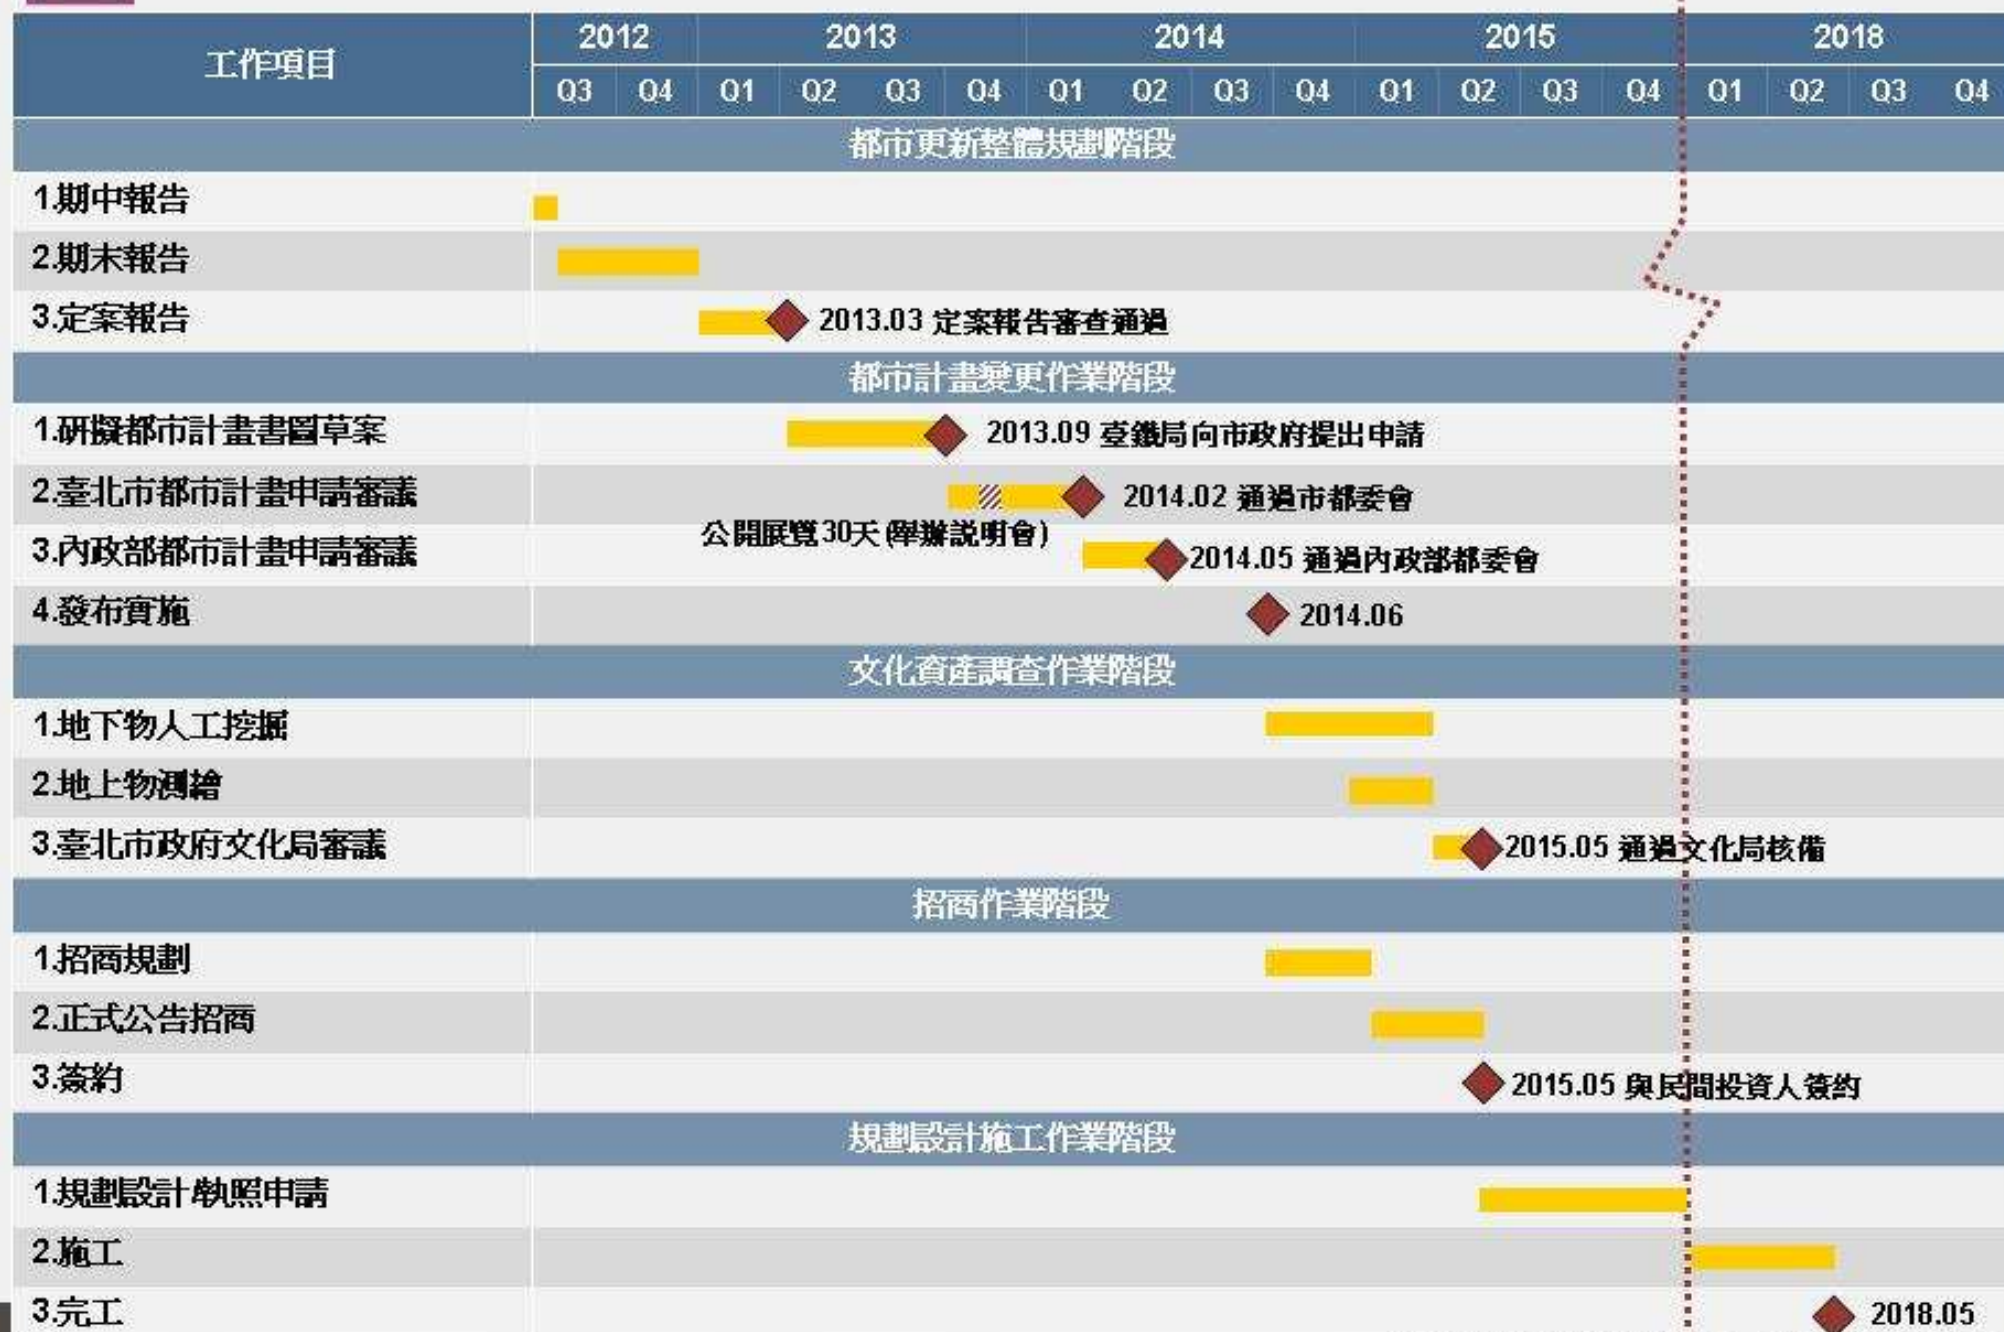 工作項目 2012 2013 2014 2015 2018
Q3 Q4 Q1 Q2 Q3 Q4 Q1 Q2 Q3 Q4 Q1 Q2 Q3 Q4 Q1 Q2 Q3 Q4
都市更新整體規劃階段
1.期中報告
2.期末報告
3.定案報告 2013.03 定案報告審查通過
都市計畫變更作業階段
1.研擬都市計畫書圖草案 2013.09 臺鐵局向市政府提出申請
2.臺北市都市計畫申請審議 2014.02 通過市都委會
公開展覽30天(舉辦說明會)
3.內政部都市計畫申請審議 2014.05 通過內政部都委會
4.發布實施 2014.06
文化資產調查作業階段
1.地下物人工挖掘
2.地上物測繪
3.臺北市政府文化局審議 2015.05 通過文化局核備
招商作業階段
1.招商規劃
2.正式公告招商
3.簽約 2015.05 與民間投資人簽約
規劃設計施工作業階段
1.規劃設計/執照申請
2.施工
3.完工 2018.05